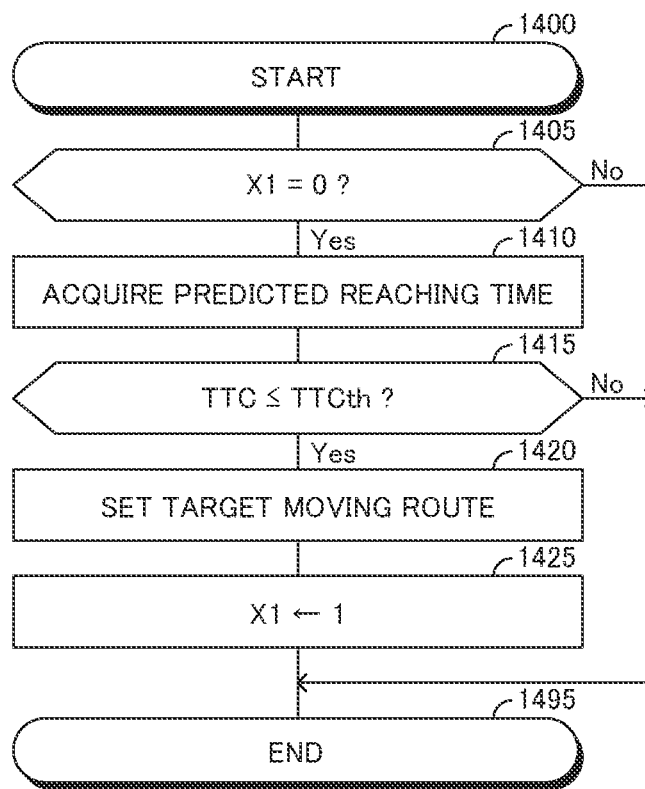 1400
START
1405
X1 = 0 ?
No
Yes
1410
ACQUIRE PREDICTED REACHING TIME
1415
TTC ≤ TTCth ?
No
Yes
1420
SET TARGET MOVING ROUTE
1425
X1 ← 1
1495
END